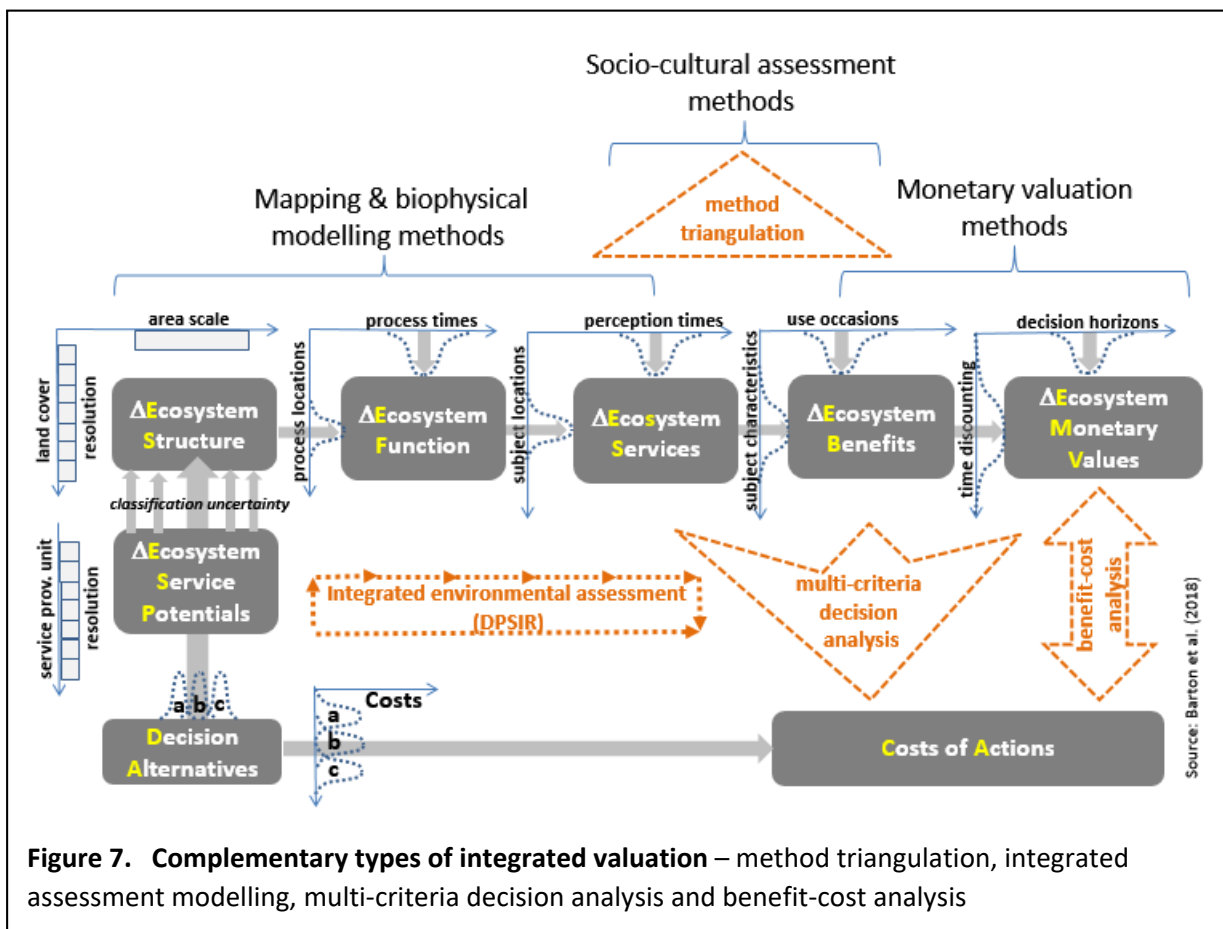 Socio-cultural assessment
methods
Mapping & biophysical
modelling methods
method
triangulation
Monetary valuation
methods
area scale
process times
perception times
use occasions
decision horizons
land cover
resolution
process locations
subject locations
subject characteristics
time discounting
ΔEcosystem
Structure
ΔEcosystem
Function
ΔEcosystem
Services
ΔEcosystem
Benefits
ΔEcosystem
Monetary
Values
classification uncertainty
service prov. unit
resolution
ΔEcosystem
Service
Potentials
Integrated environmental assessment
(DPSIR)
multi-criteria
decision
analysis
benefit-cost
analysis
a b c
Costs
a
b
c
Decision
Alternatives
Costs of Actions
Source: Barton et al. (2018)
Figure 7. Complementary types of integrated valuation – method triangulation, integrated
assessment modelling, multi-criteria decision analysis and benefit-cost analysis